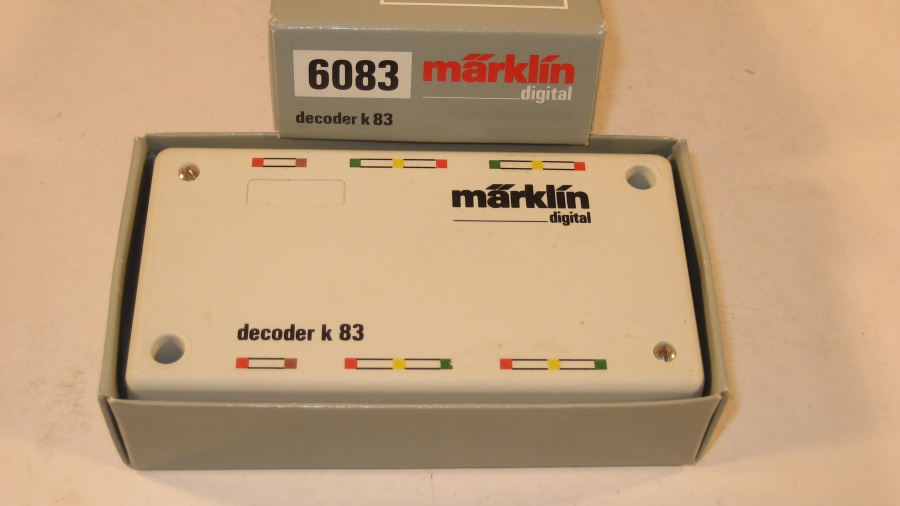 6083 märklin
digital
decoder k 83
märklin
digital
decoder k 83